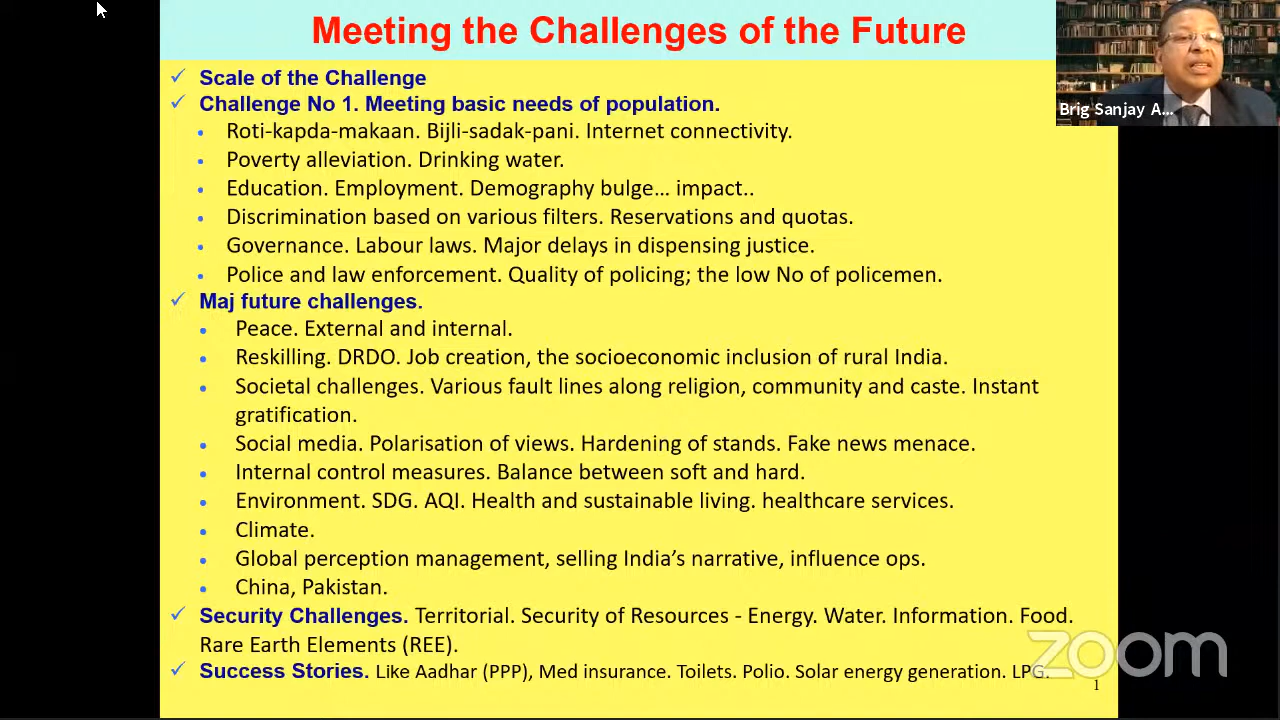 Meeting the Challenges of the Future
Brig Sanjay A...
Scale of the Challenge
Challenge No 1. Meeting basic needs of population.
Roti-kapda-makaan. Bijli-sadak-pani. Internet connectivity.
Poverty alleviation. Drinking water.
Education. Employment. Demography bulge... impact..
Discrimination based on various filters. Reservations and quotas.
Governance. Labour laws. Major delays in dispensing justice.
Police and law enforcement. Quality of policing; the low No of policemen.
Maj future challenges.
Peace. External and internal.
Reskilling. DRDO. Job creation, the socioeconomic inclusion of rural India.
Societal challenges. Various fault lines along religion, community and caste. Instant
gratification.
Social media. Polarisation of views. Hardening of stands. Fake news menace.
Internal control measures. Balance between soft and hard.
Environment. SDG. AQI. Health and sustainable living. healthcare services.
Climate.
Global perception management, selling India's narrative, influence ops.
China, Pakistan.
Security Challenges. Territorial. Security of Resources - Energy. Water. Information. Food.
Rare Earth Elements (REE).
Success Stories. Like Aadhar (PPP), Med insurance. Toilets. Polio. Solar energy generation. LPG.
zoom
1